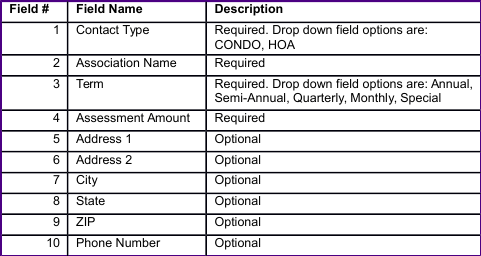 Field # Field Name Description
1 Contact Type Required. Drop down field options are:
CONDO, HOA
2 Association Name Required
3 Term Required. Drop down field options are: Annual,
Semi-Annual, Quarterly, Monthly, Special
4 Assessment Amount Required
5 Address 1 Optional
6 Address 2 Optional
7 City Optional
8 State Optional
9 ZIP Optional
10 Phone Number Optional